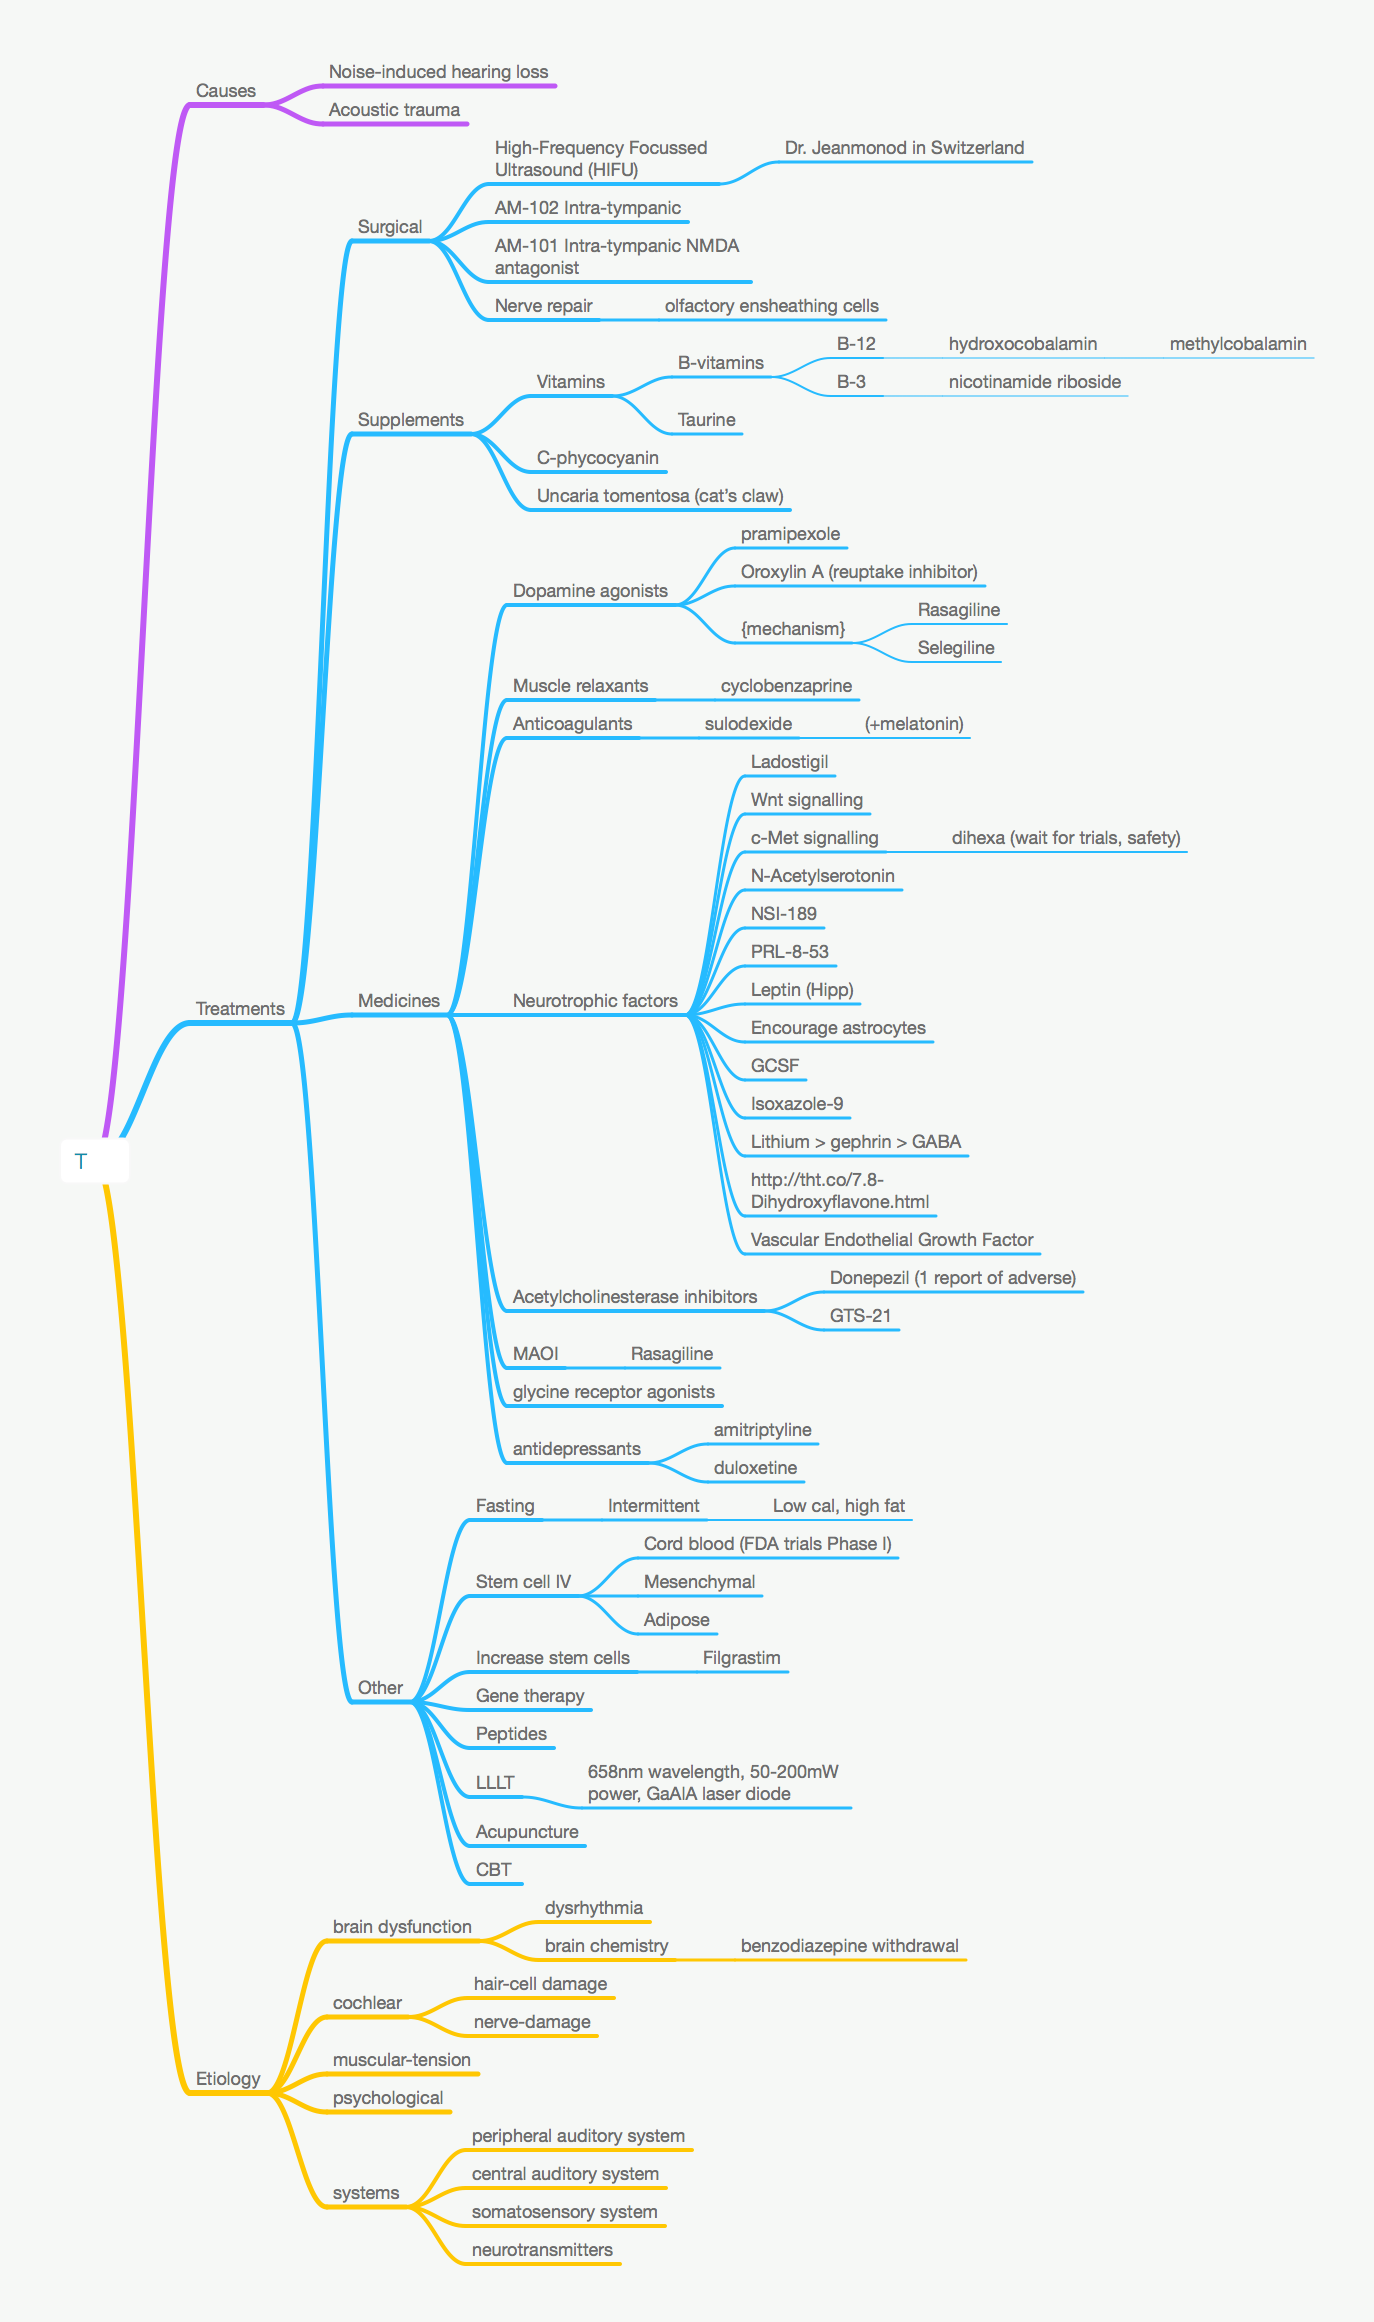 Noise-induced hearing loss
Causes
Acoustic trauma
High-Frequency Focussed
Ultrasound (HIFU)
Dr. Jeanmonod in Switzerland
AM-102 Intra-tympanic
Surgical
AM-101 Intra-tympanic NMDA
antagonist
Nerve repair
olfactory ensheathing cells
B-12
hydroxocobalamin
methylcobalamin
B-vitamins
Vitamins
B-3
nicotinamide riboside
Supplements
Taurine
C-phycocyanin
Uncaria tomentosa (cat’s claw)
pramipexole
Oroxylin A (reuptake inhibitor)
Dopamine agonists
Rasagiline
{mechanism}
Selegiline
Muscle relaxants
cyclobenzaprine
Anticoagulants
sulodexide
(+melatonin)
Ladostigil
Wnt signalling
c-Met signalling
dihexa (wait for trials, safety)
N-Acetylserotonin
NSI-189
PRL-8-53
Leptin (Hipp)
Treatments
Medicines
Neurotrophic factors
Encourage astrocytes
GCSF
Isoxazole-9
Lithium > gephrin > GABA
T
http://tht.co/7.8-
Dihydroxyflavone.html
Vascular Endothelial Growth Factor
Donepezil (1 report of adverse)
Acetylcholinesterase inhibitors
GTS-21
MAOI
Rasagiline
glycine receptor agonists
amitriptyline
antidepressants
duloxetine
Fasting
Intermittent
Low cal, high fat
Cord blood (FDA trials Phase I)
Stem cell IV
Mesenchymal
Adipose
Increase stem cells
Filgrastim
Other
Gene therapy
Peptides
LLLT
658nm wavelength, 50-200mW
power, GaAlA laser diode
Acupuncture
CBT
dysrhythmia
brain dysfunction
brain chemistry
benzodiazepine withdrawal
hair-cell damage
cochlear
nerve-damage
muscular-tension
Etiology
psychological
peripheral auditory system
central auditory system
systems
somatosensory system
neurotransmitters